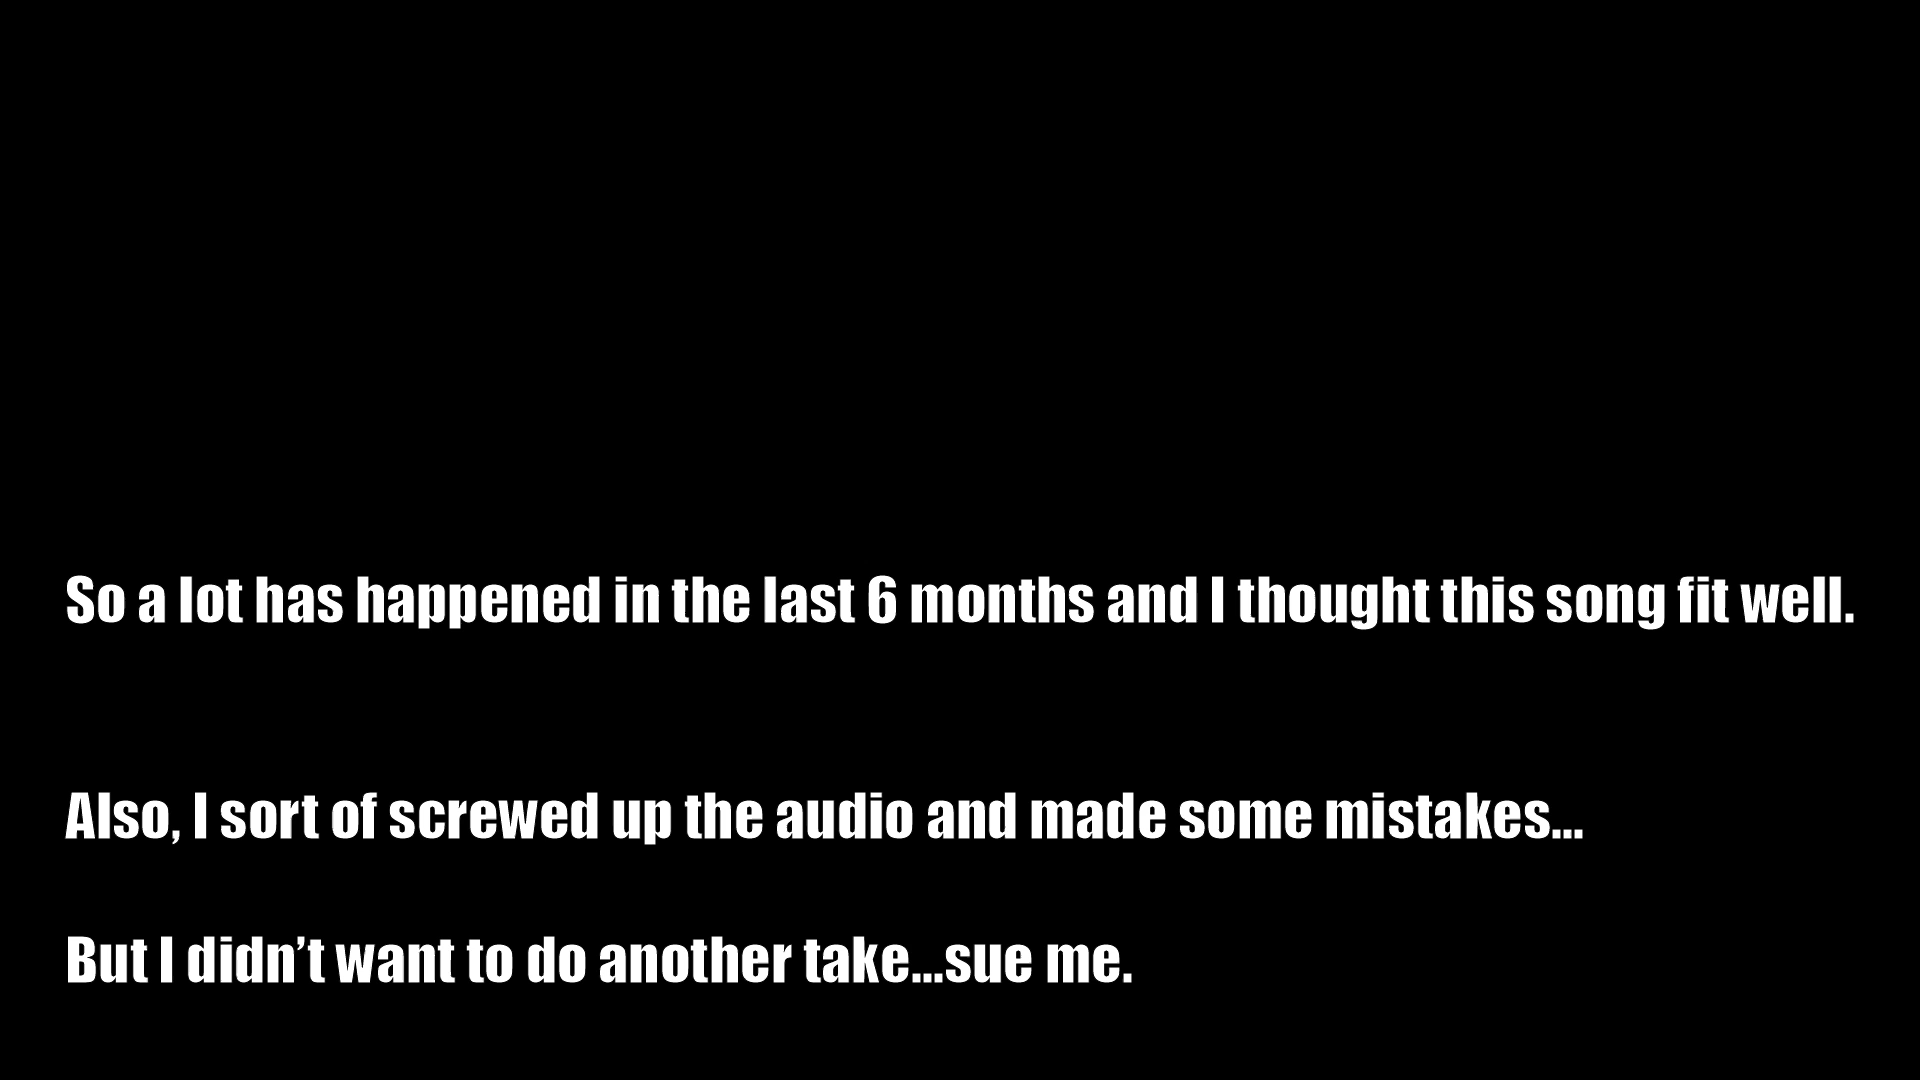 So a lot has happened in the last 6 months and I thought this song fit well.
Also, I sort of screwed up the audio and made some mistakes...
But I didn’t want to do another take...sue me.